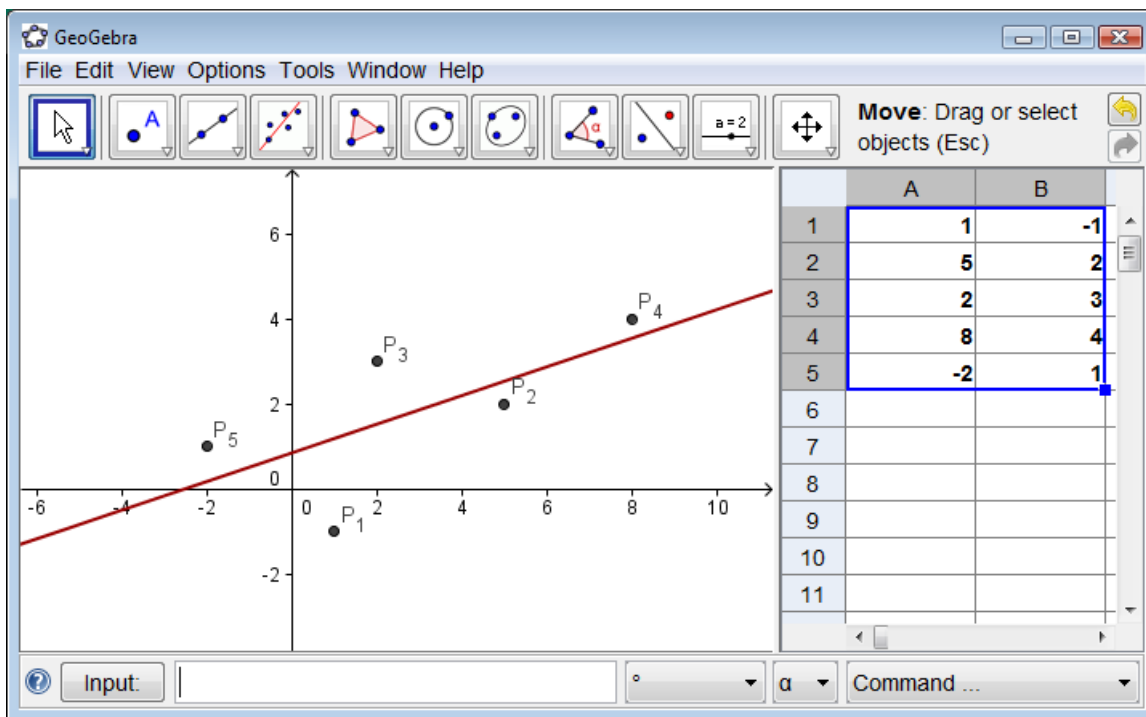 GeoGebra
File Edit View Options Tools Window Help
A
α
a=2
Move: Drag or select
objects (Esc)
A B
1 1 -1
2 5 2
3 2 3
4 8 4
5 -2 1
6
7
8
9
10
11
6
4
P4
P3
2
P2
P5
0
-6 -4 -2 0 2 4 6 8 10
P1
-2
Input: ° α Command ...